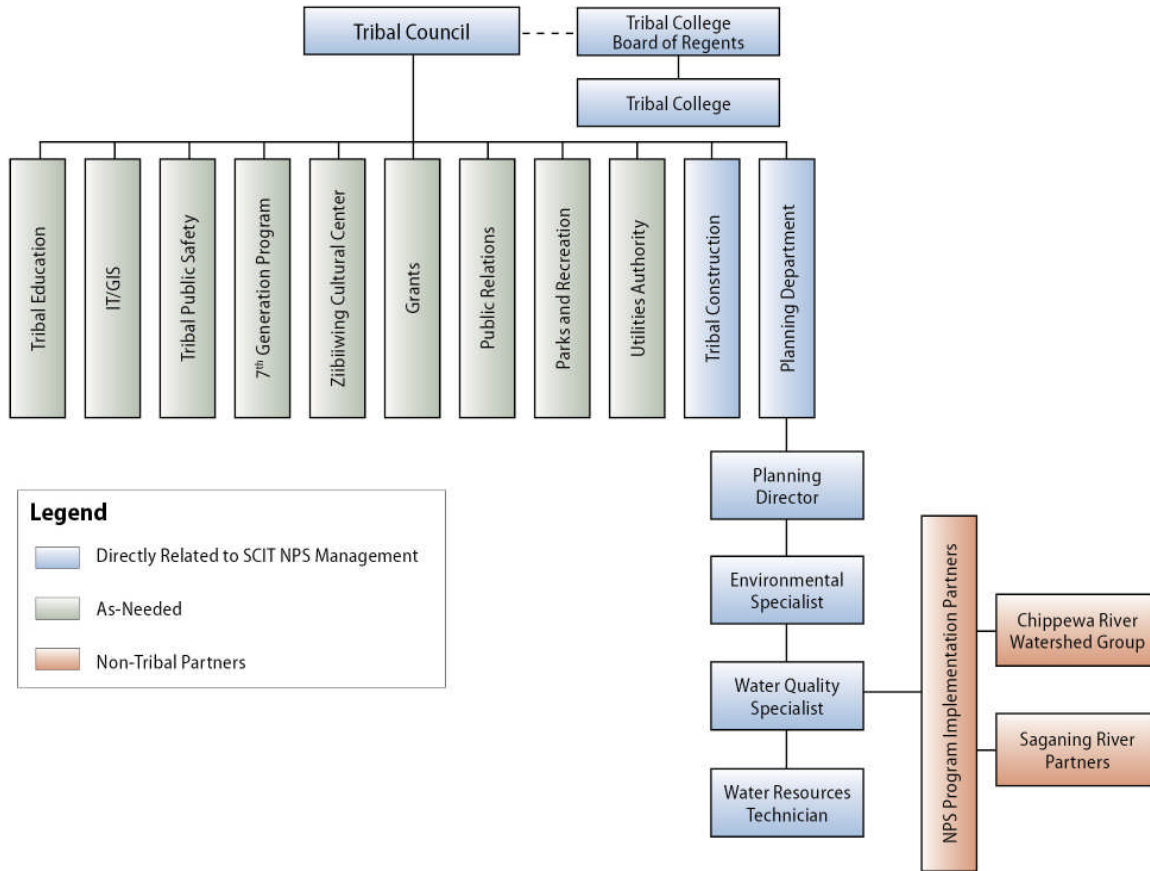 Tribal Council
Tribal College
Board of Regents
Tribal College
Tribal Education
IT/GIS
Tribal Public Safety
7th Generation Program
Ziibiiwing Cultural Center
Grants
Public Relations
Parks and Recreation
Utilities Authority
Tribal Construction
Planning Department
Planning
Director
Environmental
Specialist
Water Quality
Specialist
Water Resources
Technician
NPS Program Implementation Partners
Chippewa River
Watershed Group
Saganing River
Partners
Legend
Directly Related to SCIT NPS Management
As-Needed
Non-Tribal Partners